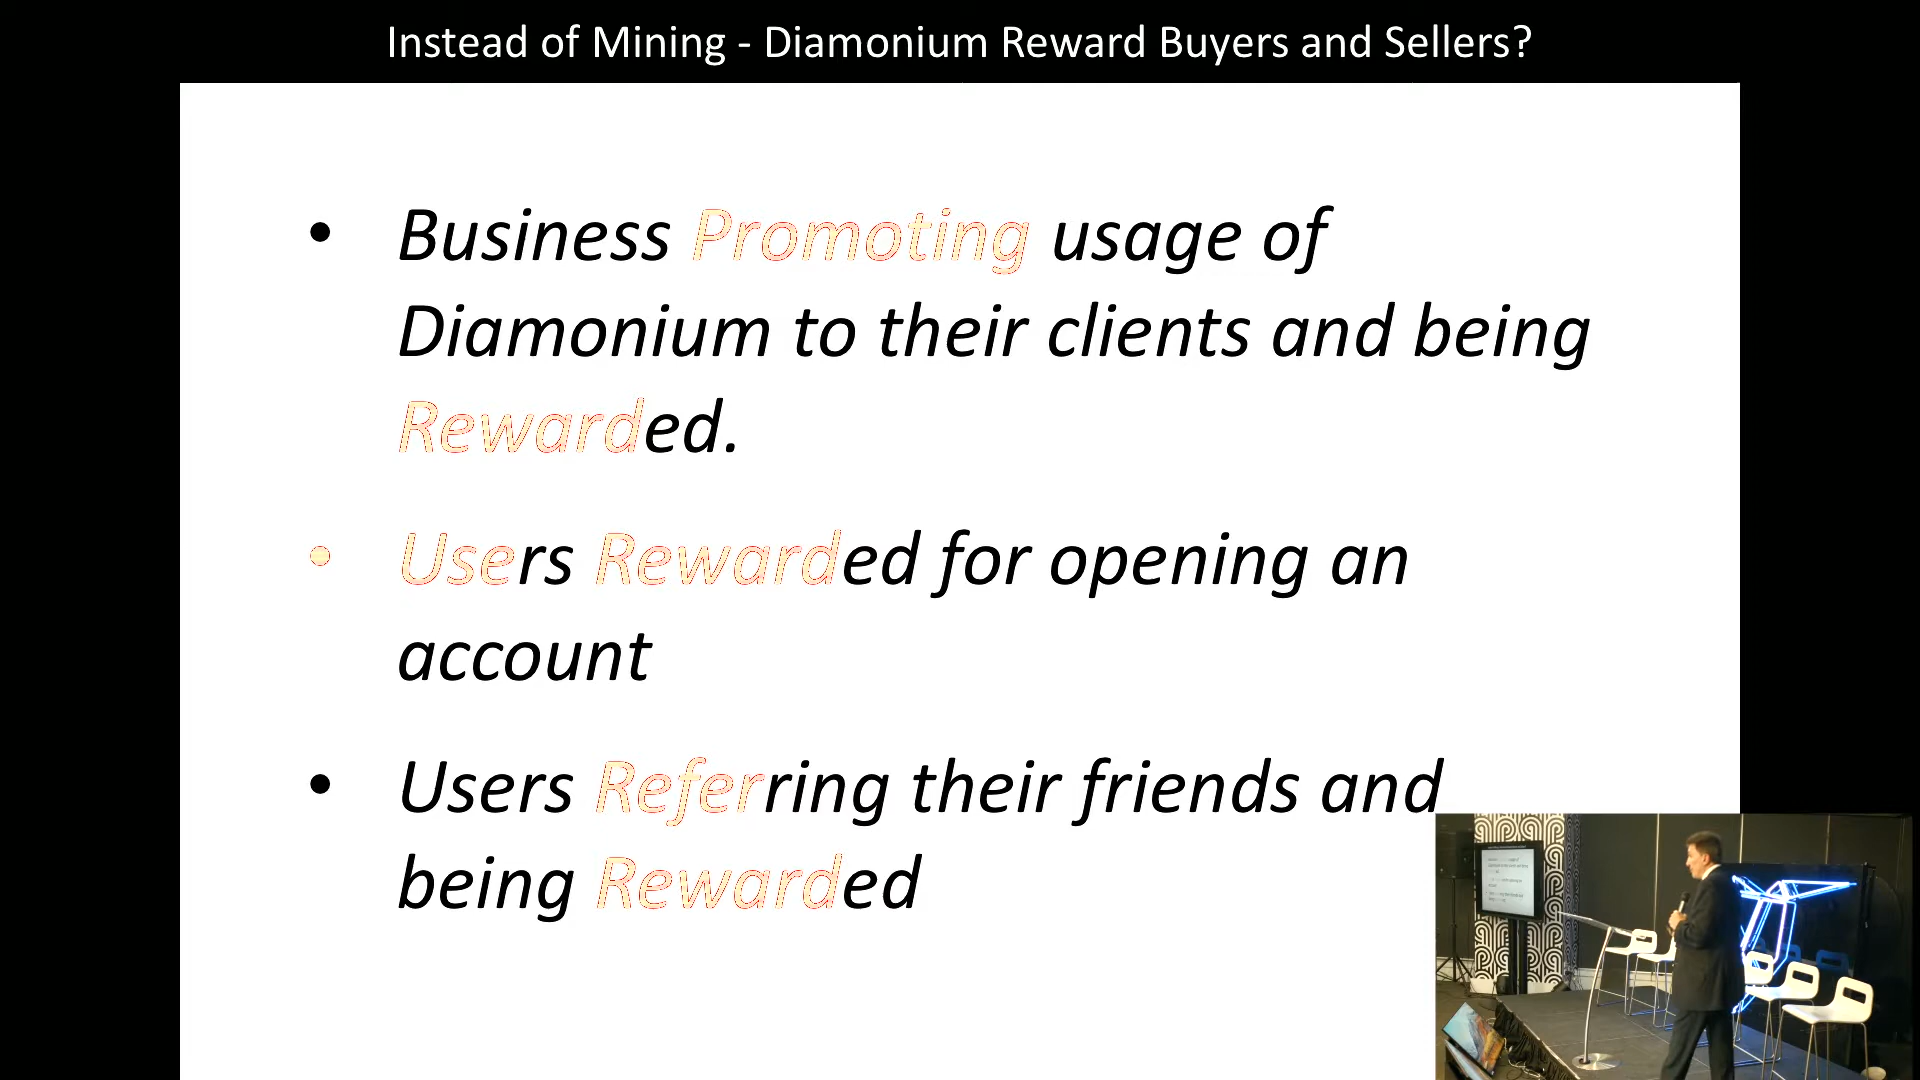 Instead of Mining - Diamonium Reward Buyers and Sellers?
• Business Promoting usage of
Diamonium to their clients and being
Rewarded.
• Users Rewarded for opening an
account
• Users Referring their friends and
being Rewarded